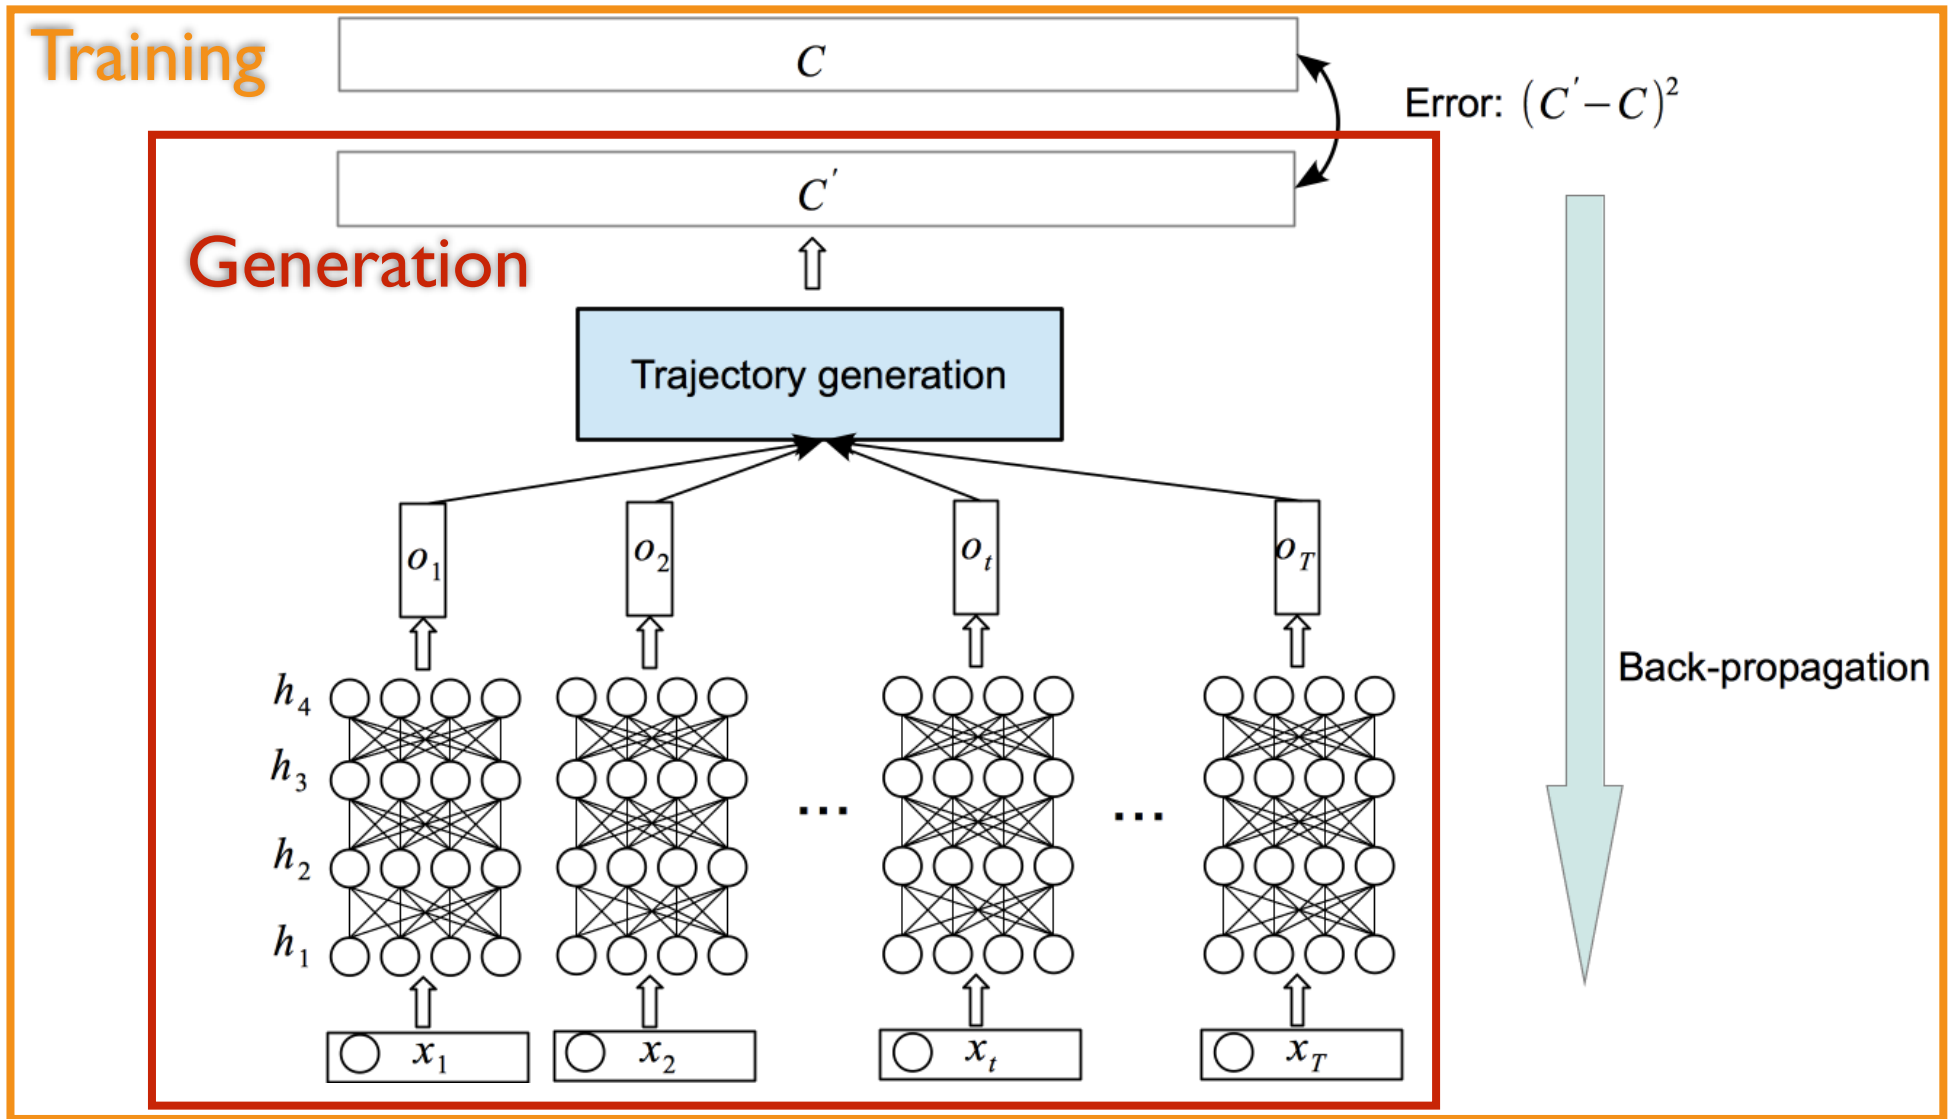 Training
C
Error: (C′−C)²
C′
Generation
Trajectory generation
o₁ o₂ oₜ o_T
h₄
h₃
... ...
h₂
h₁
x₁ x₂ xₜ x_T
Back-propagation